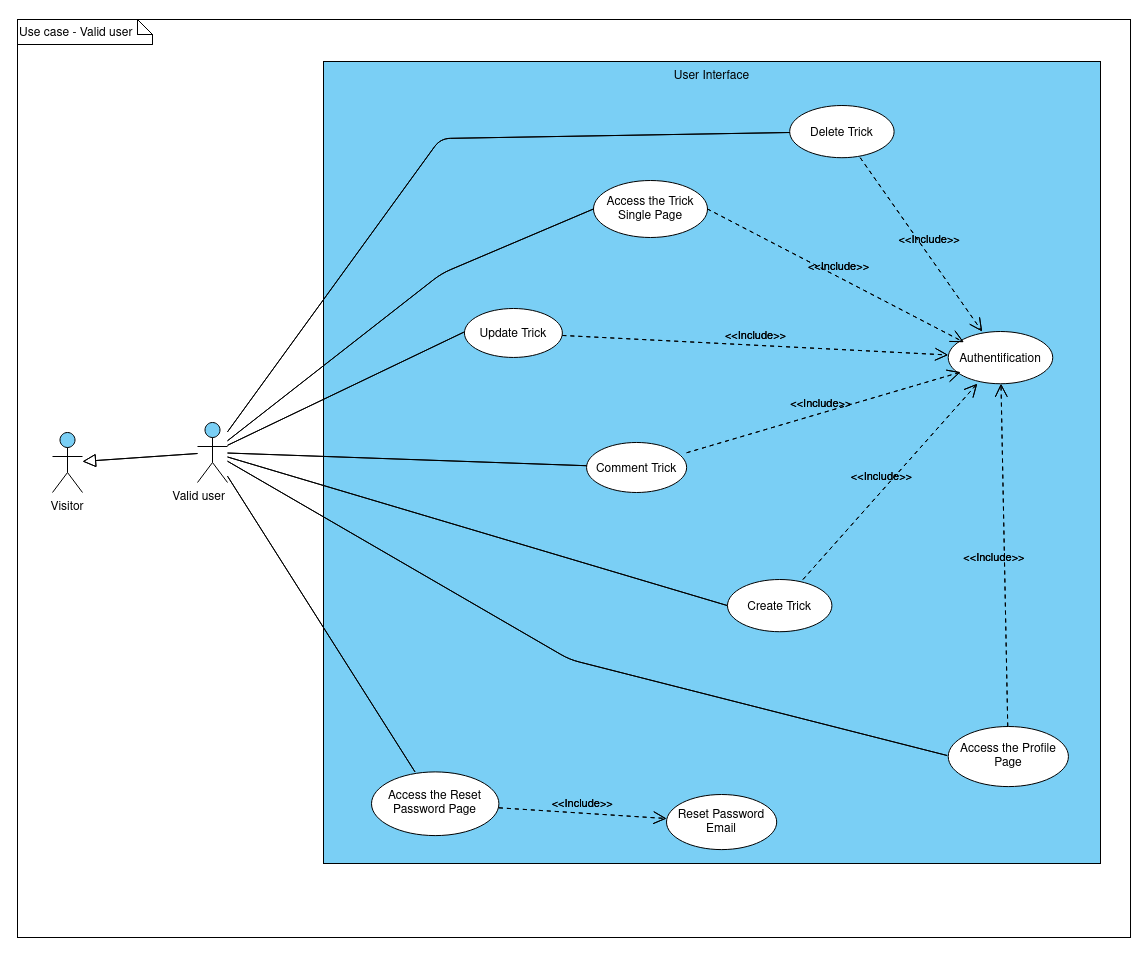 Use case - Valid user
User Interface
Delete Trick
Access the Trick
Single Page
<<Include>>
<<Include>>
Update Trick
<<Include>>
Authentification
<<Include>>
Visitor
Valid user
Comment Trick
<<Include>>
<<Include>>
Create Trick
Access the Profile
Page
Access the Reset
Password Page
<<Include>>
Reset Password
Email